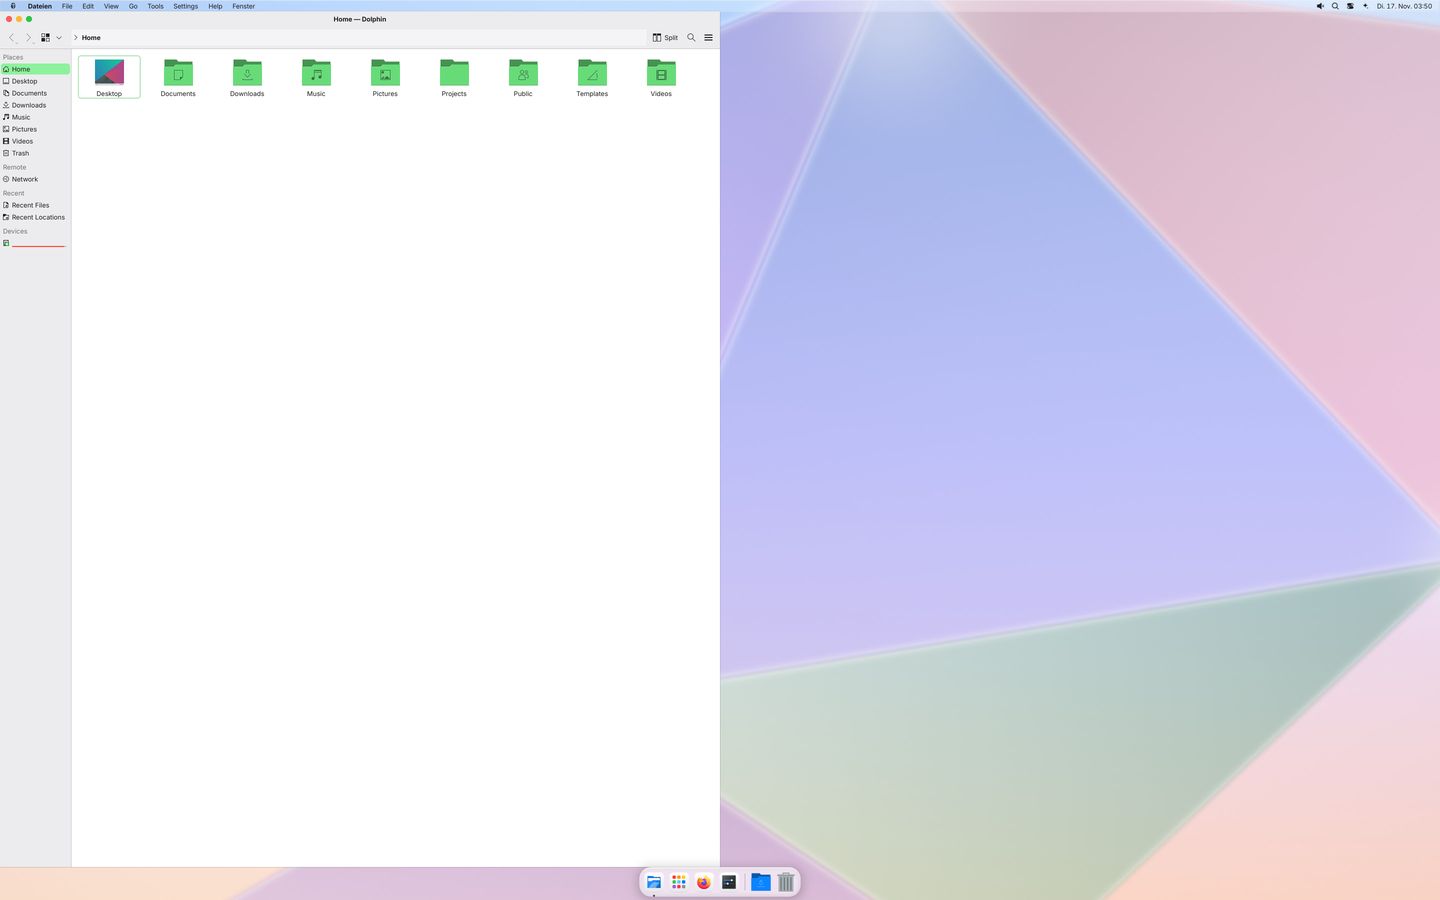 Dateien File Edit View Go Tools Settings Help Fenster Di. 17. Nov. 03:50
Home — Dolphin
Home Split
Places
Home
Desktop
Documents
Downloads
Music
Pictures
Videos
Trash
Remote
Network
Recent
Recent Files
Recent Locations
Devices
Desktop Documents Downloads Music Pictures Projects Public Templates Videos